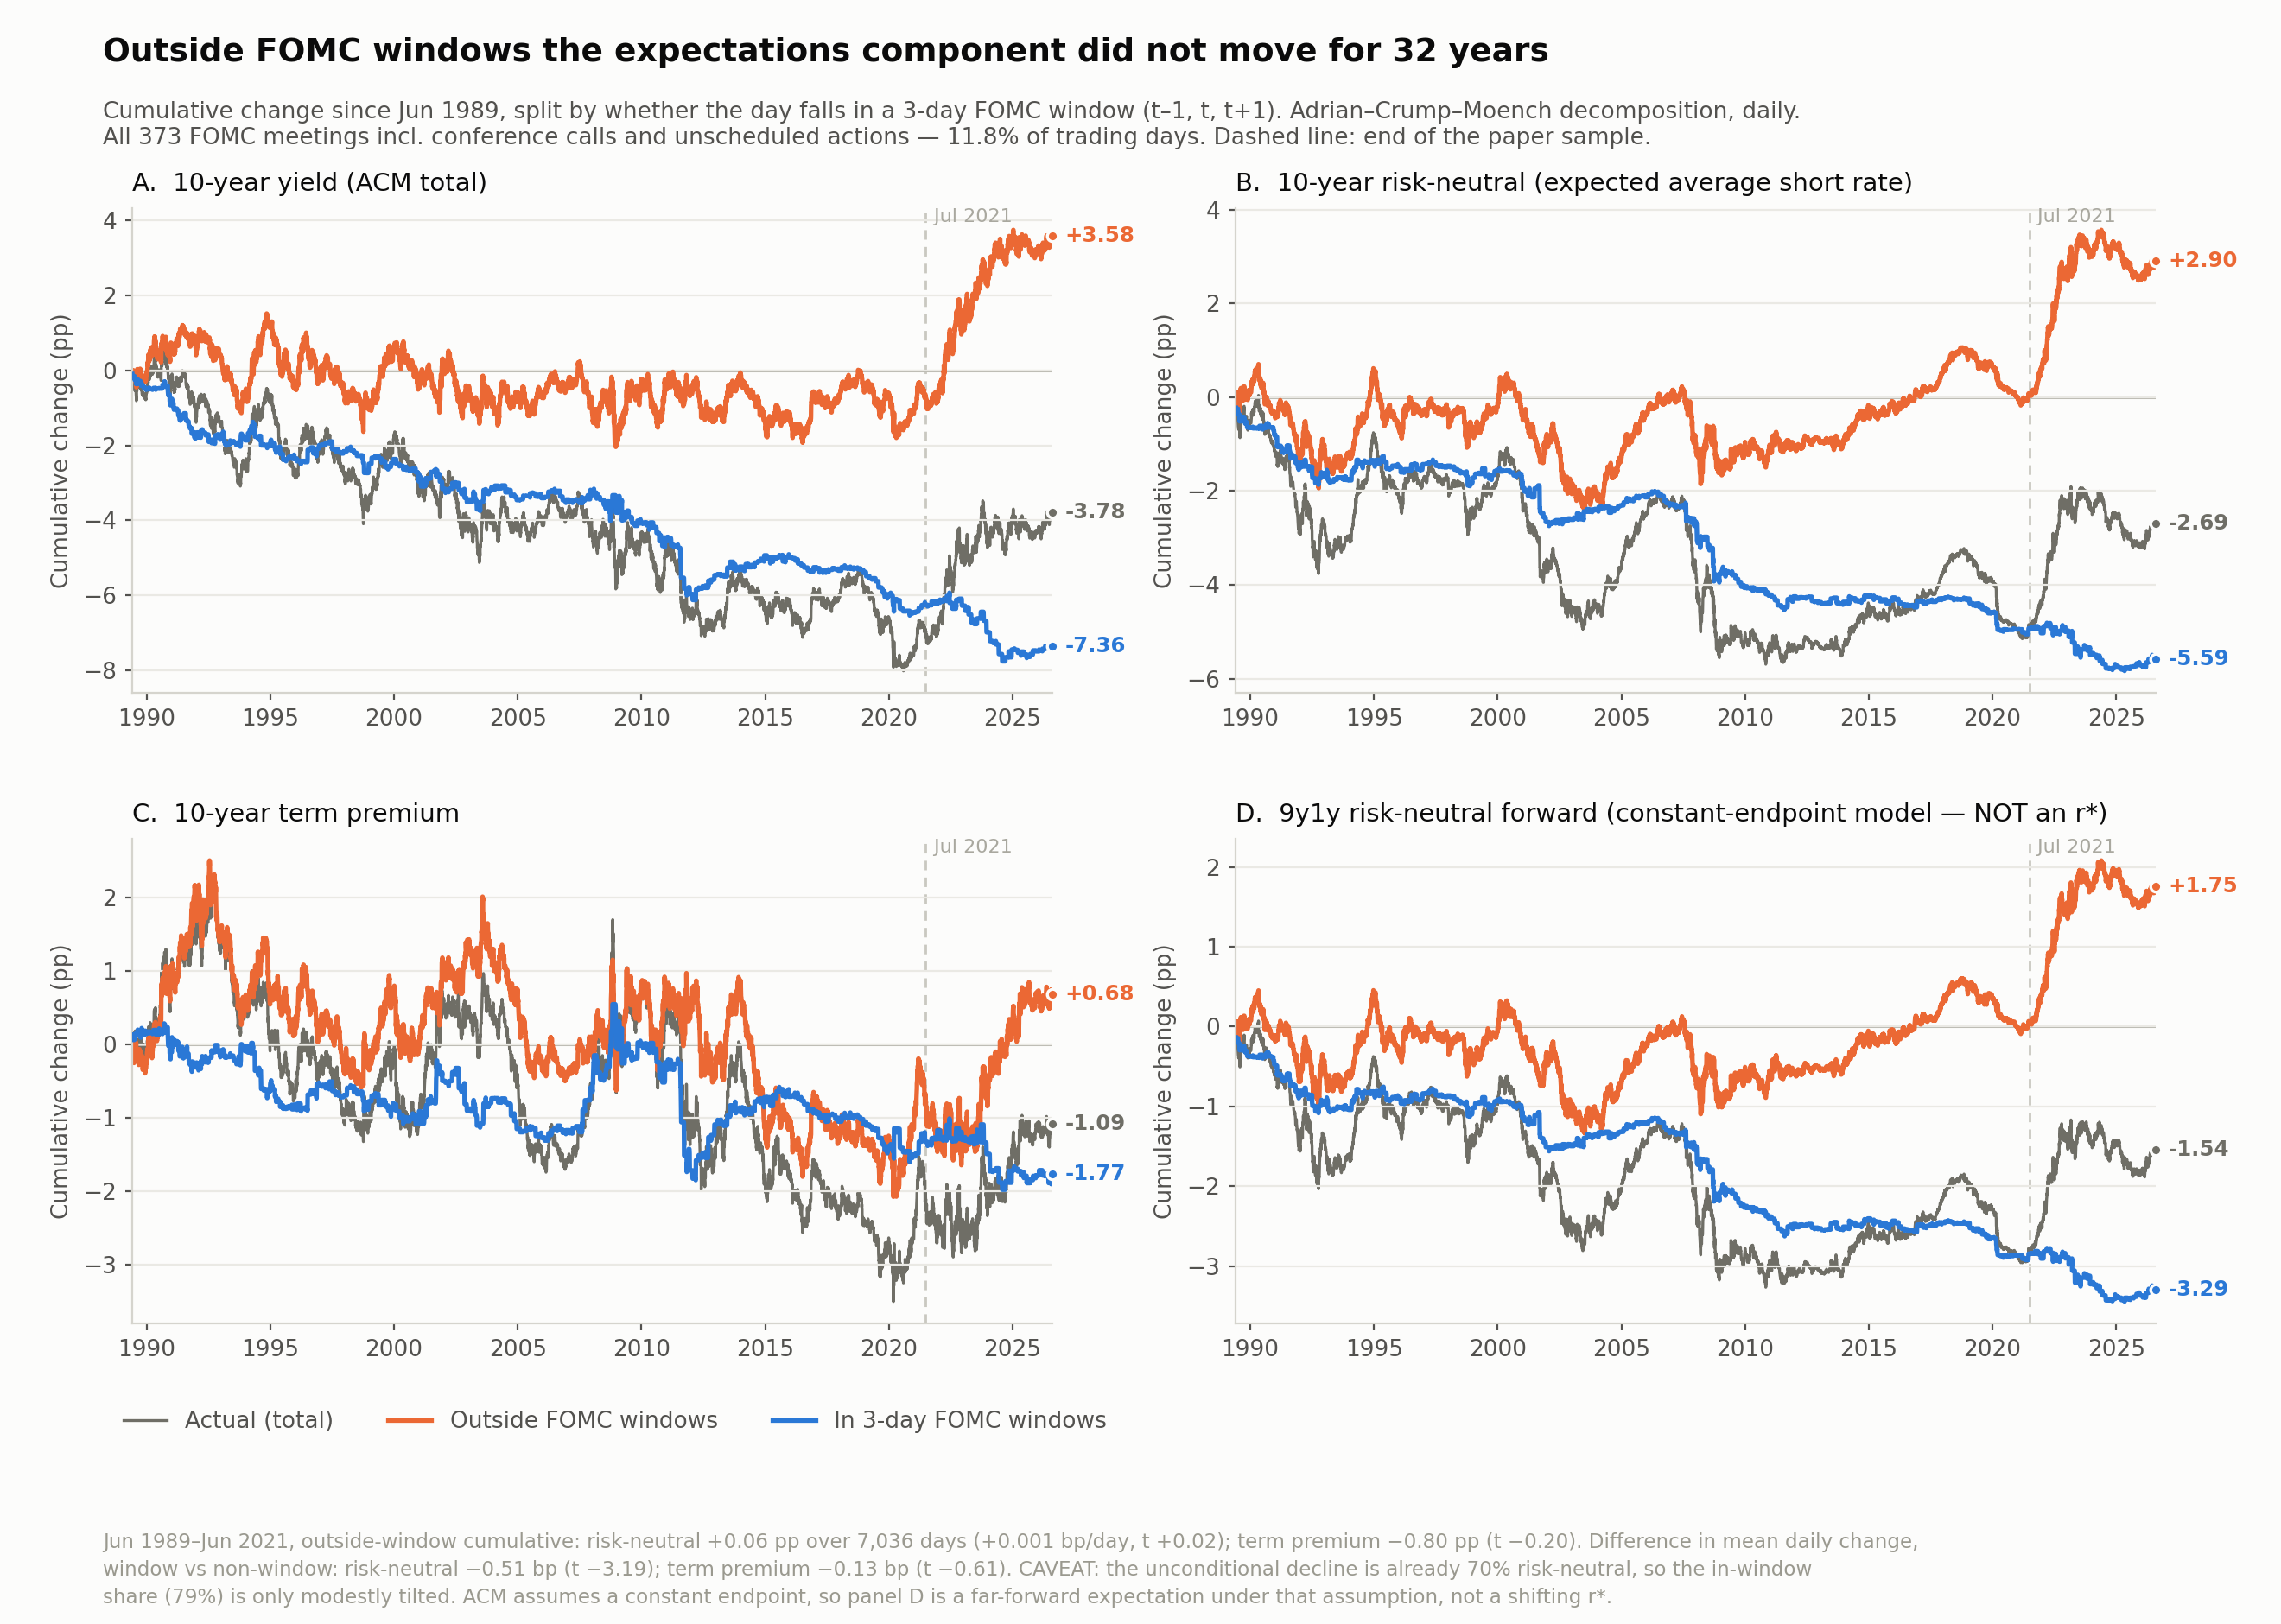 Outside FOMC windows the expectations component did not move for 32 years
Cumulative change since Jun 1989, split by whether the day falls in a 3-day FOMC window (t–1, t, t+1). Adrian–Crump–Moench decomposition, daily.
All 373 FOMC meetings incl. conference calls and unscheduled actions — 11.8% of trading days. Dashed line: end of the paper sample.
A. 10-year yield (ACM total)
Cumulative change (pp)
4
2
0
−2
−4
−6
−8
Jul 2021
+3.58
-3.78
-7.36
1990 1995 2000 2005 2010 2015 2020 2025
B. 10-year risk-neutral (expected average short rate)
Cumulative change (pp)
4
2
0
−2
−4
−6
Jul 2021
+2.90
-2.69
-5.59
1990 1995 2000 2005 2010 2015 2020 2025
C. 10-year term premium
Cumulative change (pp)
2
1
0
−1
−2
−3
Jul 2021
+0.68
-1.09
-1.77
1990 1995 2000 2005 2010 2015 2020 2025
D. 9y1y risk-neutral forward (constant-endpoint model — NOT an r*)
Cumulative change (pp)
2
1
0
−1
−2
−3
Jul 2021
+1.75
-1.54
-3.29
1990 1995 2000 2005 2010 2015 2020 2025
Actual (total) Outside FOMC windows In 3-day FOMC windows
Jun 1989–Jun 2021, outside-window cumulative: risk-neutral +0.06 pp over 7,036 days (+0.001 bp/day, t +0.02); term premium −0.80 pp (t −0.20). Difference in mean daily change,
window vs non-window: risk-neutral −0.51 bp (t −3.19); term premium −0.13 bp (t −0.61). CAVEAT: the unconditional decline is already 70% risk-neutral, so the in-window
share (79%) is only modestly tilted. ACM assumes a constant endpoint, so panel D is a far-forward expectation under that assumption, not a shifting r*.